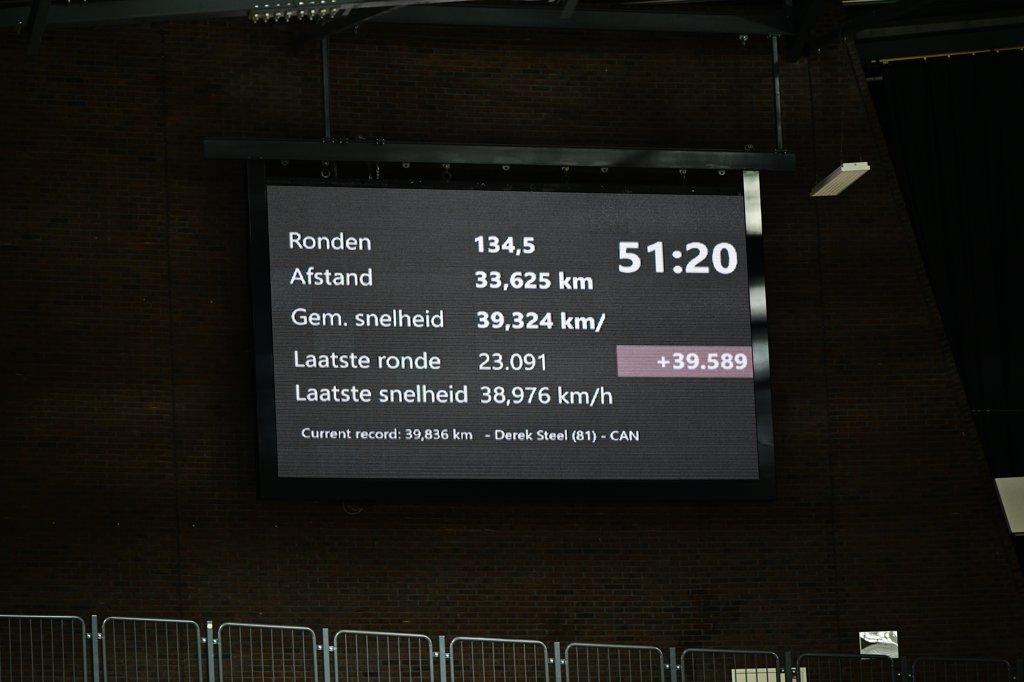 Ronden 134,5
51:20
Afstand 33,625 km
Gem. snelheid 39,324 km/
Laatste ronde 23.091 +39.589
Laatste snelheid 38,976 km/h
Current record: 39,836 km - Derek Steel (81) - CAN